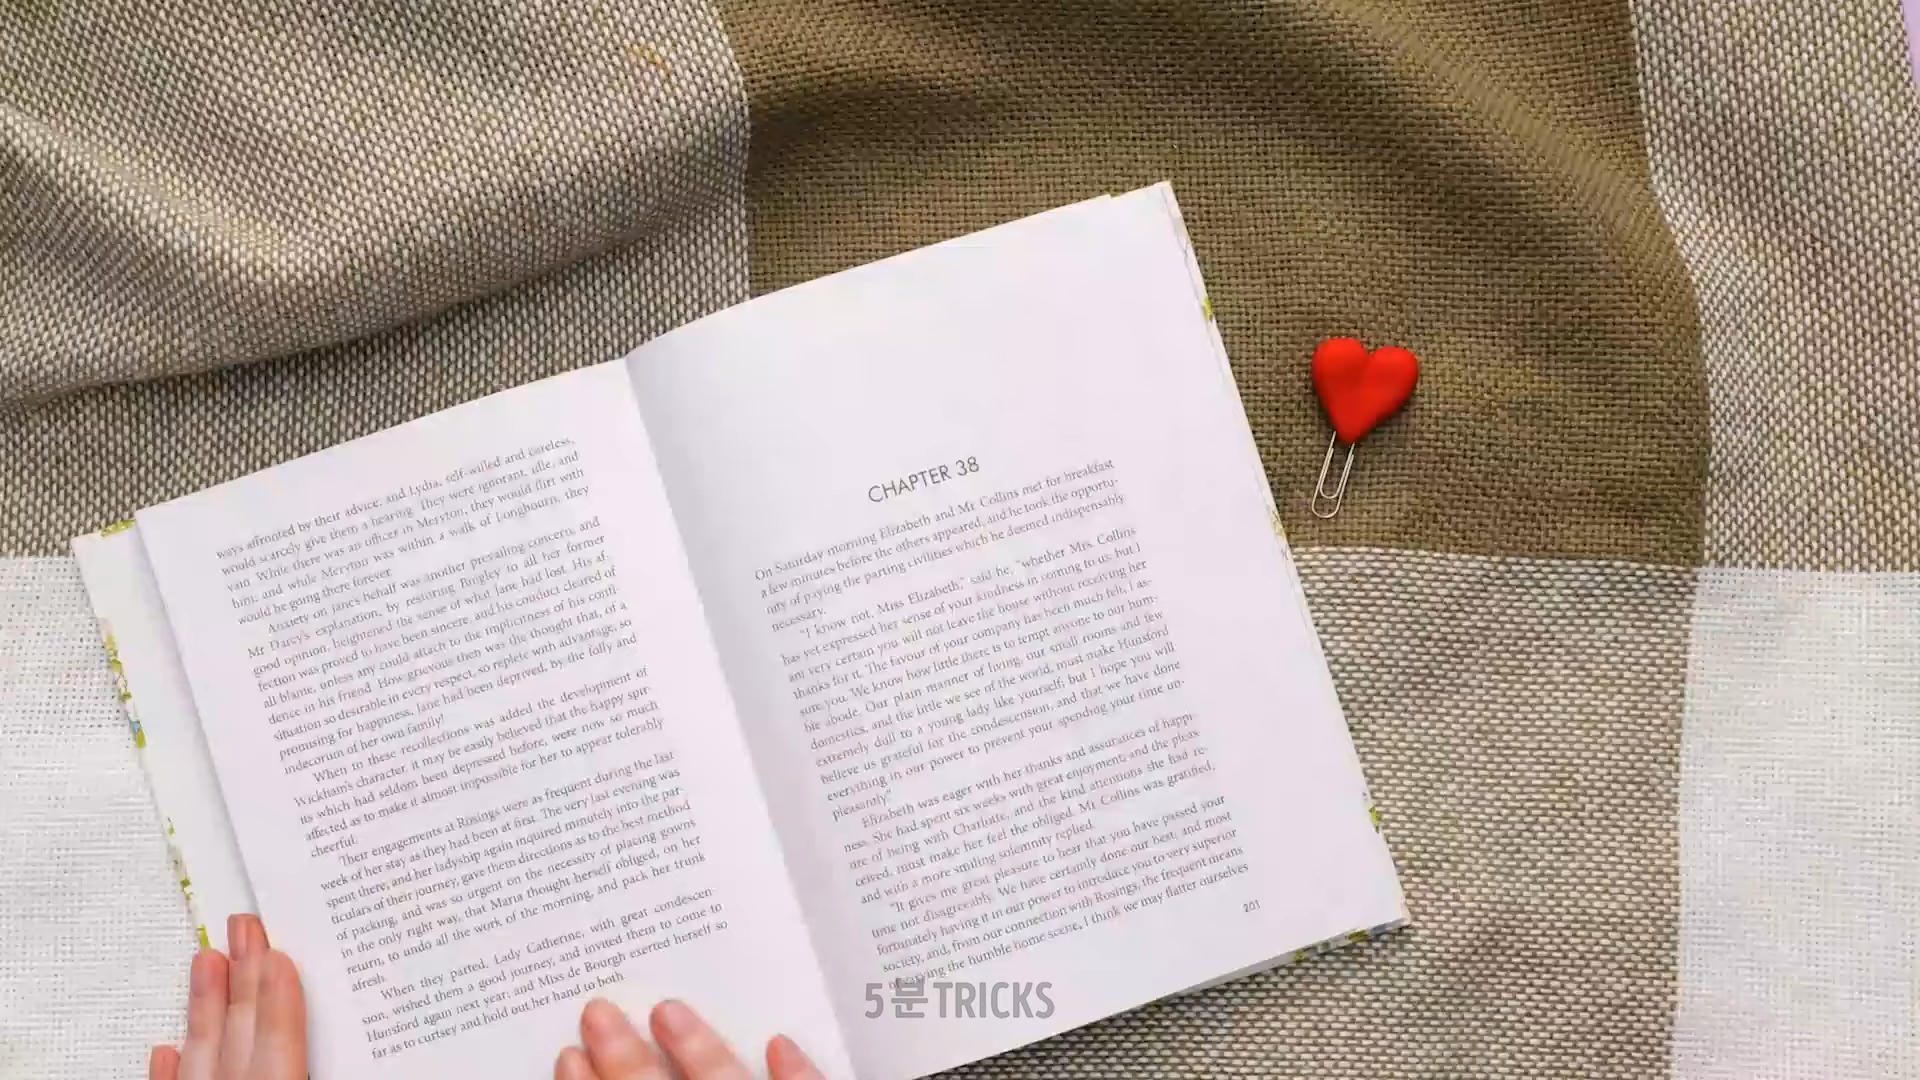 ways affronted by their advice; and Lydia, self-willed and careless,
would scarcely give them a hearing. They were ignorant, idle, and
vain. While there was an officer in Meryton, they would flirt with
him; and while Meryton was within a walk of Longbourn, they
would be going there forever.
Anxiety on Jane's behalf was another prevailing concern, and
Mr Darcy's explanation, by restoring Bingley to all her former
good opinion, heightened the sense of what Jane had lost. His af-
fection was proved to have been sincere, and his conduct cleared of
all blame, unless any could attach to the implicitness of his confi-
dence in his friend. How grievous then was the thought that, of a
situation so desirable in every respect, so replete with advantage, so
promising for happiness, Jane had been deprived, by the folly and
indecorum of her own family!
When to these recollections was added the development of
Wickham's character, it may be easily believed that the happy spir-
its which had seldom been depressed before, were now so much
affected as to make it almost impossible for her to appear tolerably
cheerful.
Their engagements at Rosings were as frequent during the last
week of her stay as they had been at first. The very last evening was
spent there; and her ladyship again inquired minutely into the par-
ticulars of their journey, gave them directions as to the best method
of packing, and was so urgent on the necessity of placing gowns
in the only right way, that Maria thought herself obliged, on her
return, to undo all the work of the morning, and pack her trunk
afresh.
When they parted, Lady Catherine, with great condescen-
sion, wished them a good journey, and invited them to come to
Hunsford again next year; and Miss de Bourgh exerted herself so
far as to curtsey and hold out her hand to both
CHAPTER 38
On Saturday morning Elizabeth and Mr Collins met for breakfast
a few minutes before the others appeared; and he took the opportu-
nity of paying the parting civilities which he deemed indispensably
necessary.
"I know not, Miss Elizabeth," said he, "whether Mrs. Collins
has yet expressed her sense of your kindness in coming to us; but I
am very certain you will not leave the house without receiving her
thanks for it. The favour of your company has been much felt, I as-
sure you. We know how little there is to tempt anyone to our hum-
ble abode. Our plain manner of living, our small rooms and few
domestics, and the little we see of the world, must make Hunsford
extremely dull to a young lady like yourself; but I hope you will
believe us grateful for the condescension, and that we have done
everything in our power to prevent your spending your time un-
pleasantly."
Elizabeth was eager with her thanks and assurances of happi-
ness. She had spent six weeks with great enjoyment; and the pleas-
ure of being with Charlotte, and the kind attentions she had re-
ceived, must make her feel the obliged. Mr. Collins was gratified,
and with a more smiling solemnity replied.
"It gives me great pleasure to hear that you have passed your
time not disagreeably. We have certainly done our best; and most
fortunately having it in our power to introduce you to very superior
society, and, from our connection with Rosings, the frequent means
of varying the humble home scene, I think we may flatter ourselves
201
5분TRICKS